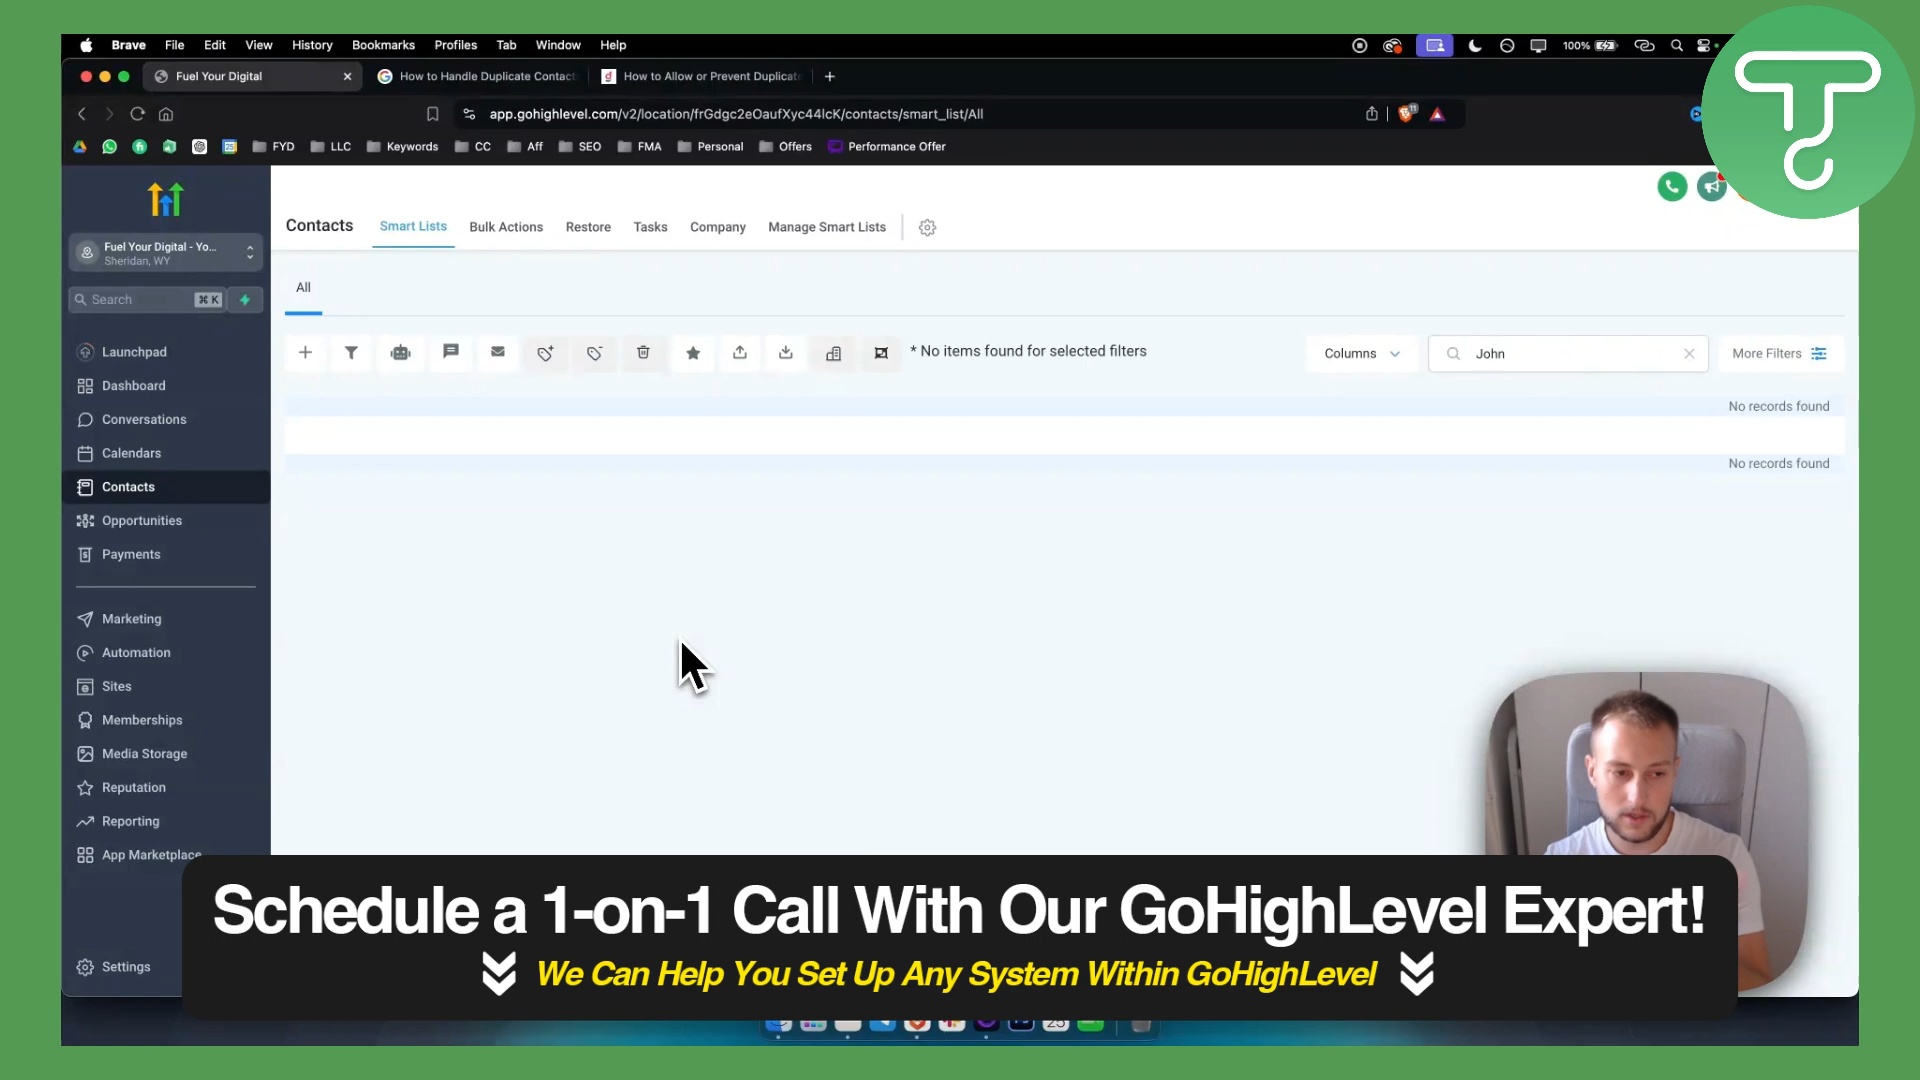 Brave File Edit View History Bookmarks Profiles Tab Window Help 100%
Fuel Your Digital How to Handle Duplicate Contact How to Allow or Prevent Duplicate
app.gohighlevel.com/v2/location/frGdgc2eOaufXyc44lcK/contacts/smart_list/All
FYD LLC Keywords CC Aff SEO FMA Personal Offers Performance Offer
Contacts Smart Lists Bulk Actions Restore Tasks Company Manage Smart Lists
Fuel Your Digital - Yo...
Sheridan, WY
All
Search ⌘ K
* No items found for selected filters Columns John More Filters
Launchpad
Dashboard
No records found
Conversations
Calendars
No records found
Contacts
Opportunities
Payments
Marketing
Automation
Sites
Memberships
Media Storage
Reputation
Reporting
App Marketplace
Settings
Schedule a 1-on-1 Call With Our GoHighLevel Expert!
We Can Help You Set Up Any System Within GoHighLevel